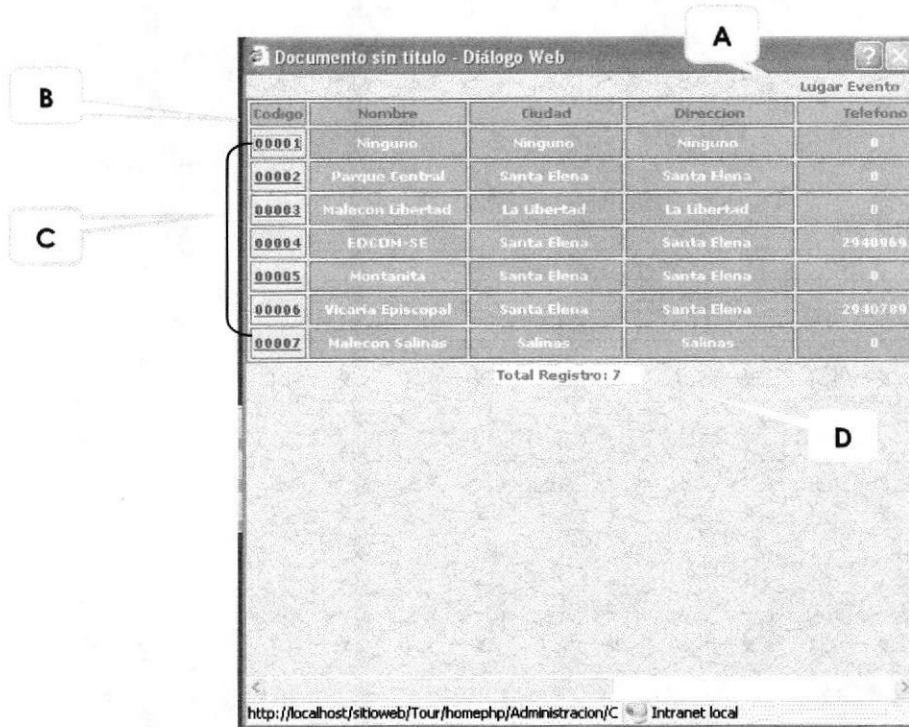 A
Documento sin título - Diálogo Web
Lugar Evento
B
Codigo Nombre Ciudad Direccion Telefono
00001 Ninguno Ninguno Ninguno 0
00002 Parque Central Santa Elena Santa Elena 0
C
00003 Malecon Libertad La Libertad La Libertad 0
00004 EDCOM-SE Santa Elena Santa Elena 2940969
00005 Montanita Santa Elena Santa Elena 0
00006 Vicaria Episcopal Santa Elena Santa Elena 2940789
00007 Malecon Salinas Salinas Salinas 0
Total Registro: 7
D
http://localhost/sitioweb/Tour/homephp/Administracion/C Intranet local